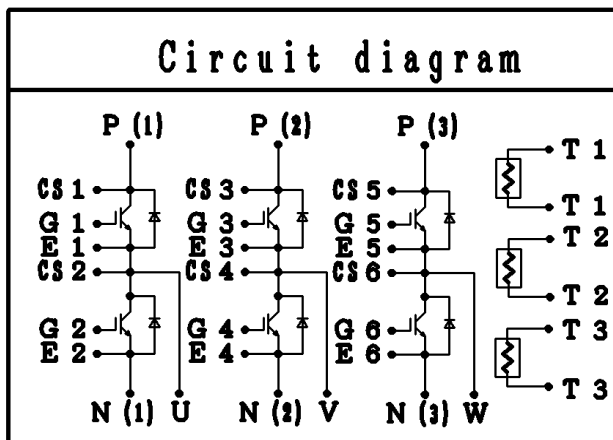 Circuit diagram
P (1)
CS 1
G 1
E 1
CS 2
G 2
E 2
N (1)
U
P (2)
CS 3
G 3
E 3
CS 4
G 4
E 4
N (2)
V
P (3)
CS 5
G 5
E 5
CS 6
G 6
E 6
N (3)
W
T 1
T 1
T 2
T 2
T 3
T 3